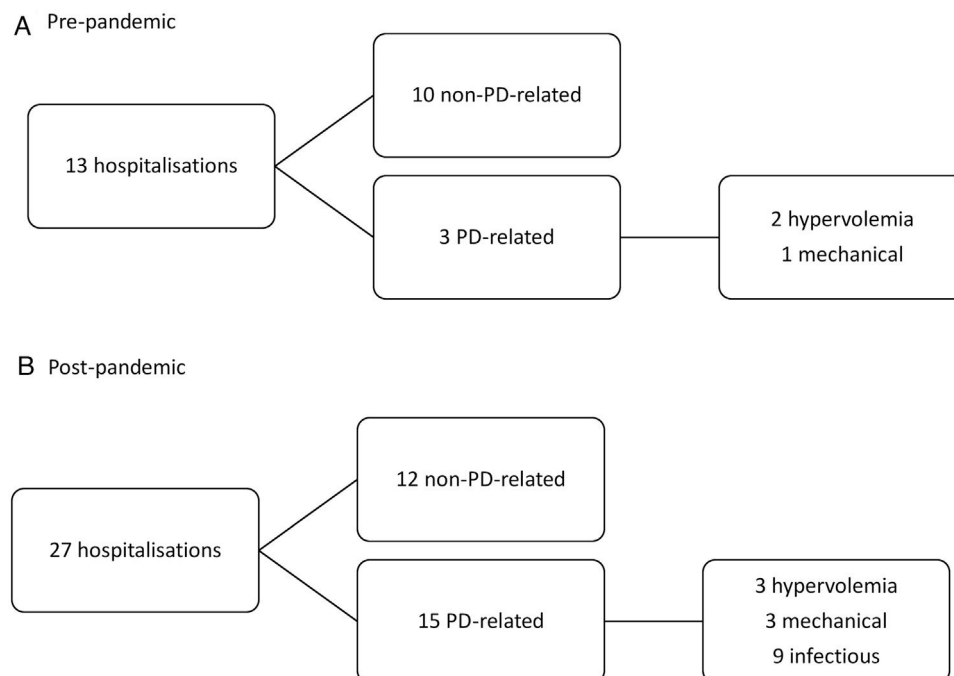 A Pre-pandemic
10 non-PD-related
13 hospitalisations
3 PD-related
2 hypervolemia
1 mechanical
B Post-pandemic
12 non-PD-related
27 hospitalisations
15 PD-related
3 hypervolemia
3 mechanical
9 infectious